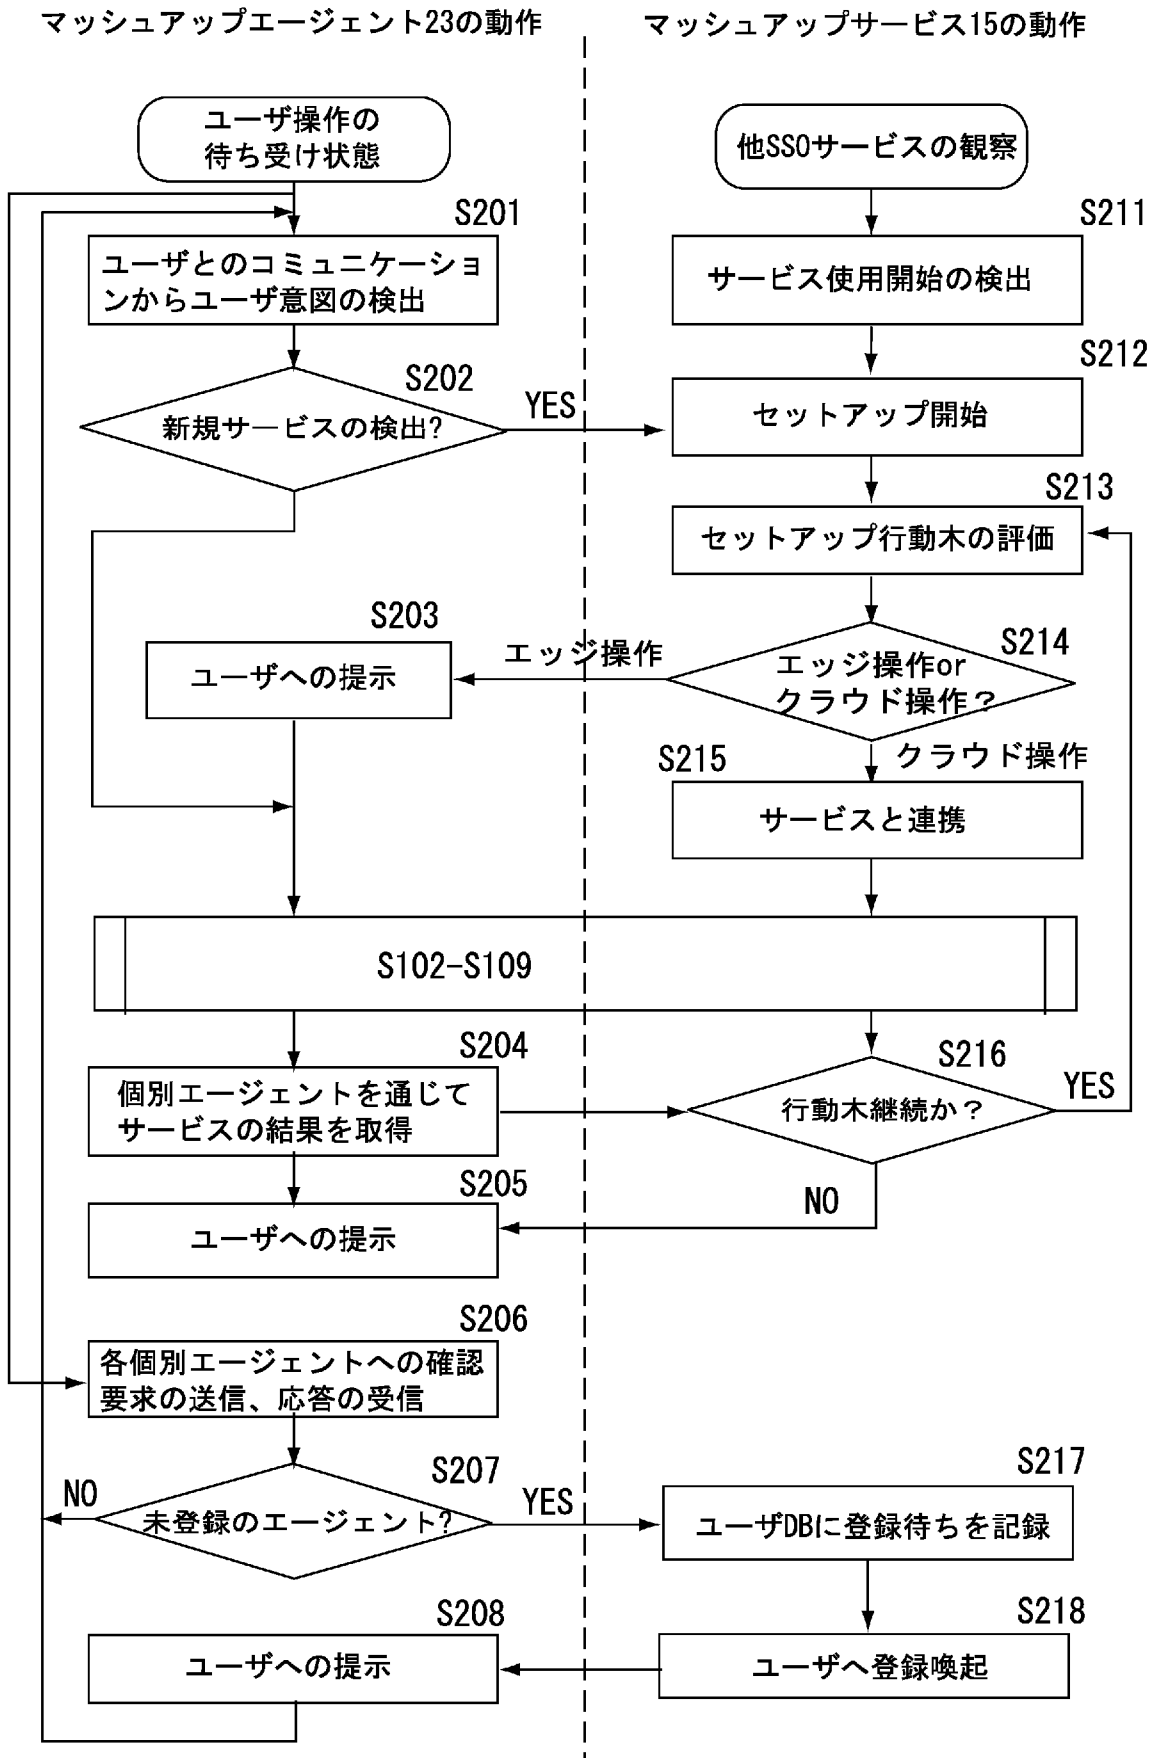 マッシュアップエージェント23の動作
マッシュアップサービス15の動作
ユーザ操作の
待ち受け状態
他SSOサービスの観察
S201
ユーザとのコミュニケーショ
ンからユーザ意図の検出
S211
サービス使用開始の検出
S202
新規サービスの検出?
YES
S212
セットアップ開始
S213
セットアップ行動木の評価
S203
ユーザへの提示
エッジ操作
S214
エッジ操作or
クラウド操作？
クラウド操作
S215
サービスと連携
S102-S109
S204
個別エージェントを通じて
サービスの結果を取得
S216
行動木継続か？
YES
NO
S205
ユーザへの提示
S206
各個別エージェントへの確認
要求の送信、応答の受信
S207
未登録のエージェント?
NO
YES
S217
ユーザDBに登録待ちを記録
S208
ユーザへの提示
S218
ユーザへ登録喚起